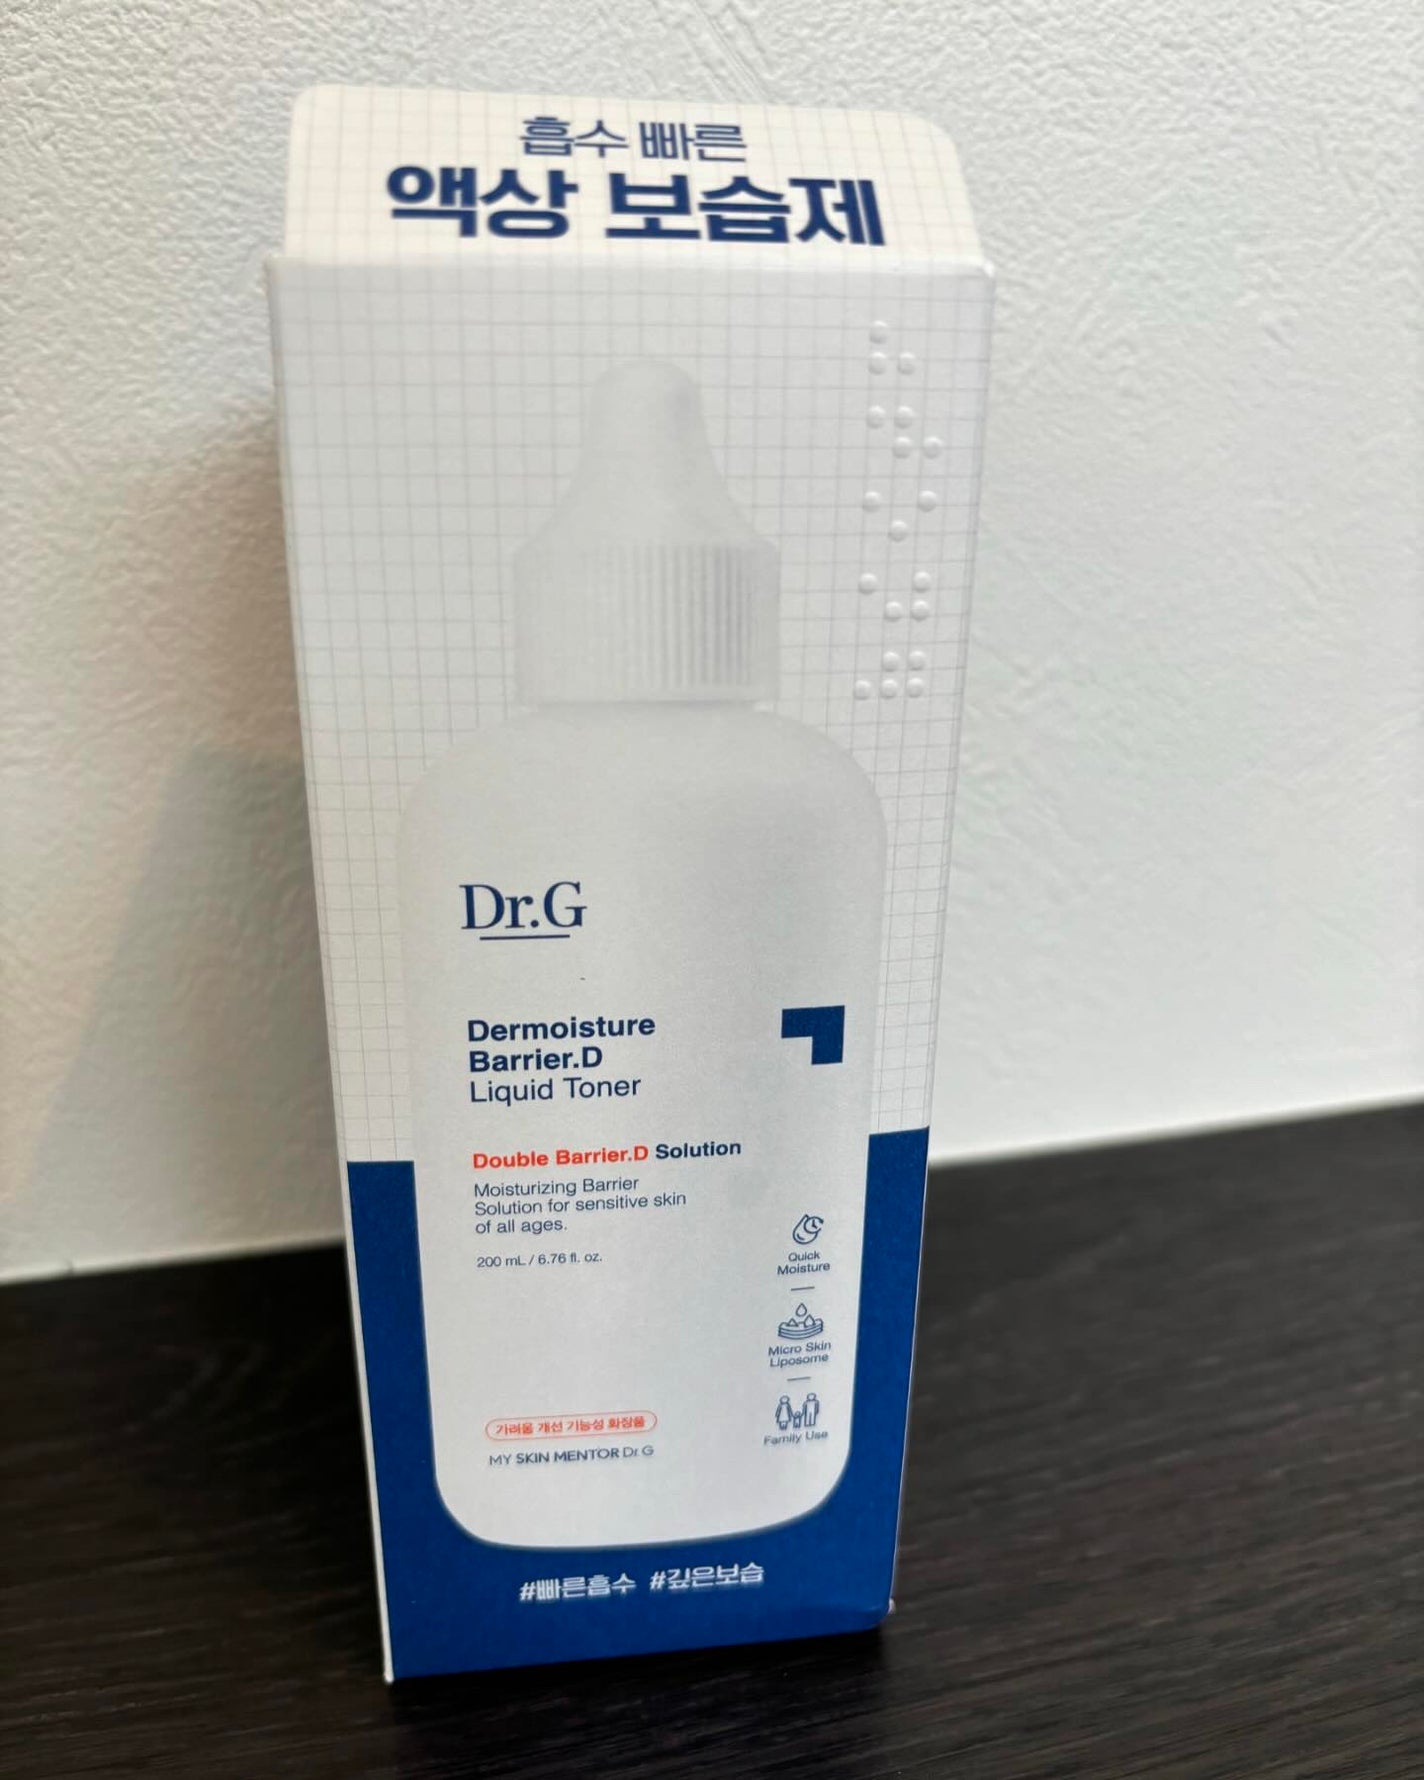 흡수 빠른
액상 보습제
Dr.G
Dermoisture
Barrier.D
Liquid Toner
Double Barrier.D Solution
Moisturizing Barrier
Solution for sensitive skin
of all ages.
200 mL / 6.76 fl. oz.
Quick
Moisture
Micro Skin
Liposome
Family Use
가려움 개선 기능성 화장품
MY SKIN MENTOR Dr.G
#빠른흡수 #깊은보습